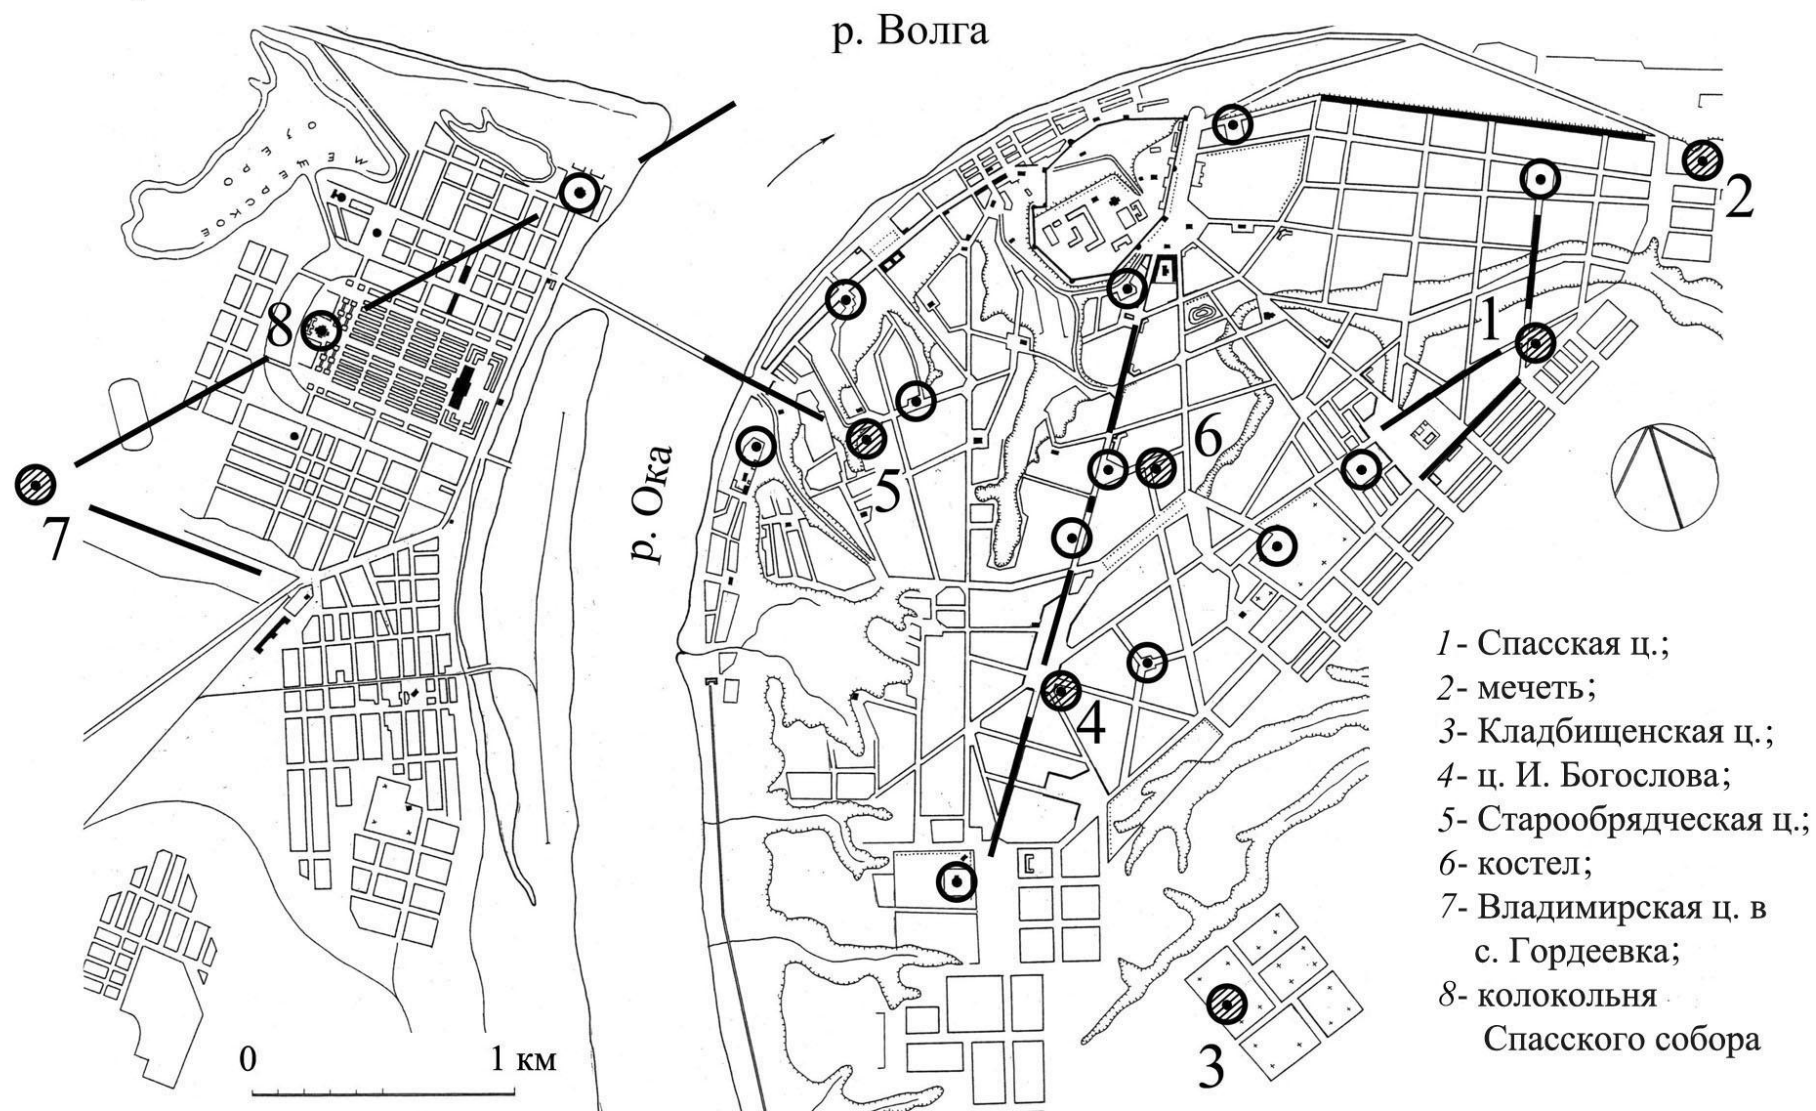 р. Волга
МЕЩЕРСКОЕ
ОЗЕРО
8
2
1
6
5
7
р. Ока
4
3
1- Спасская ц.;
2- мечеть;
3- Кладбищенская ц.;
4- ц. И. Богослова;
5- Старообрядческая ц.;
6- костел;
7- Владимирская ц. в
с. Гордеевка;
8- колокольня
Спасского собора
0 1 км